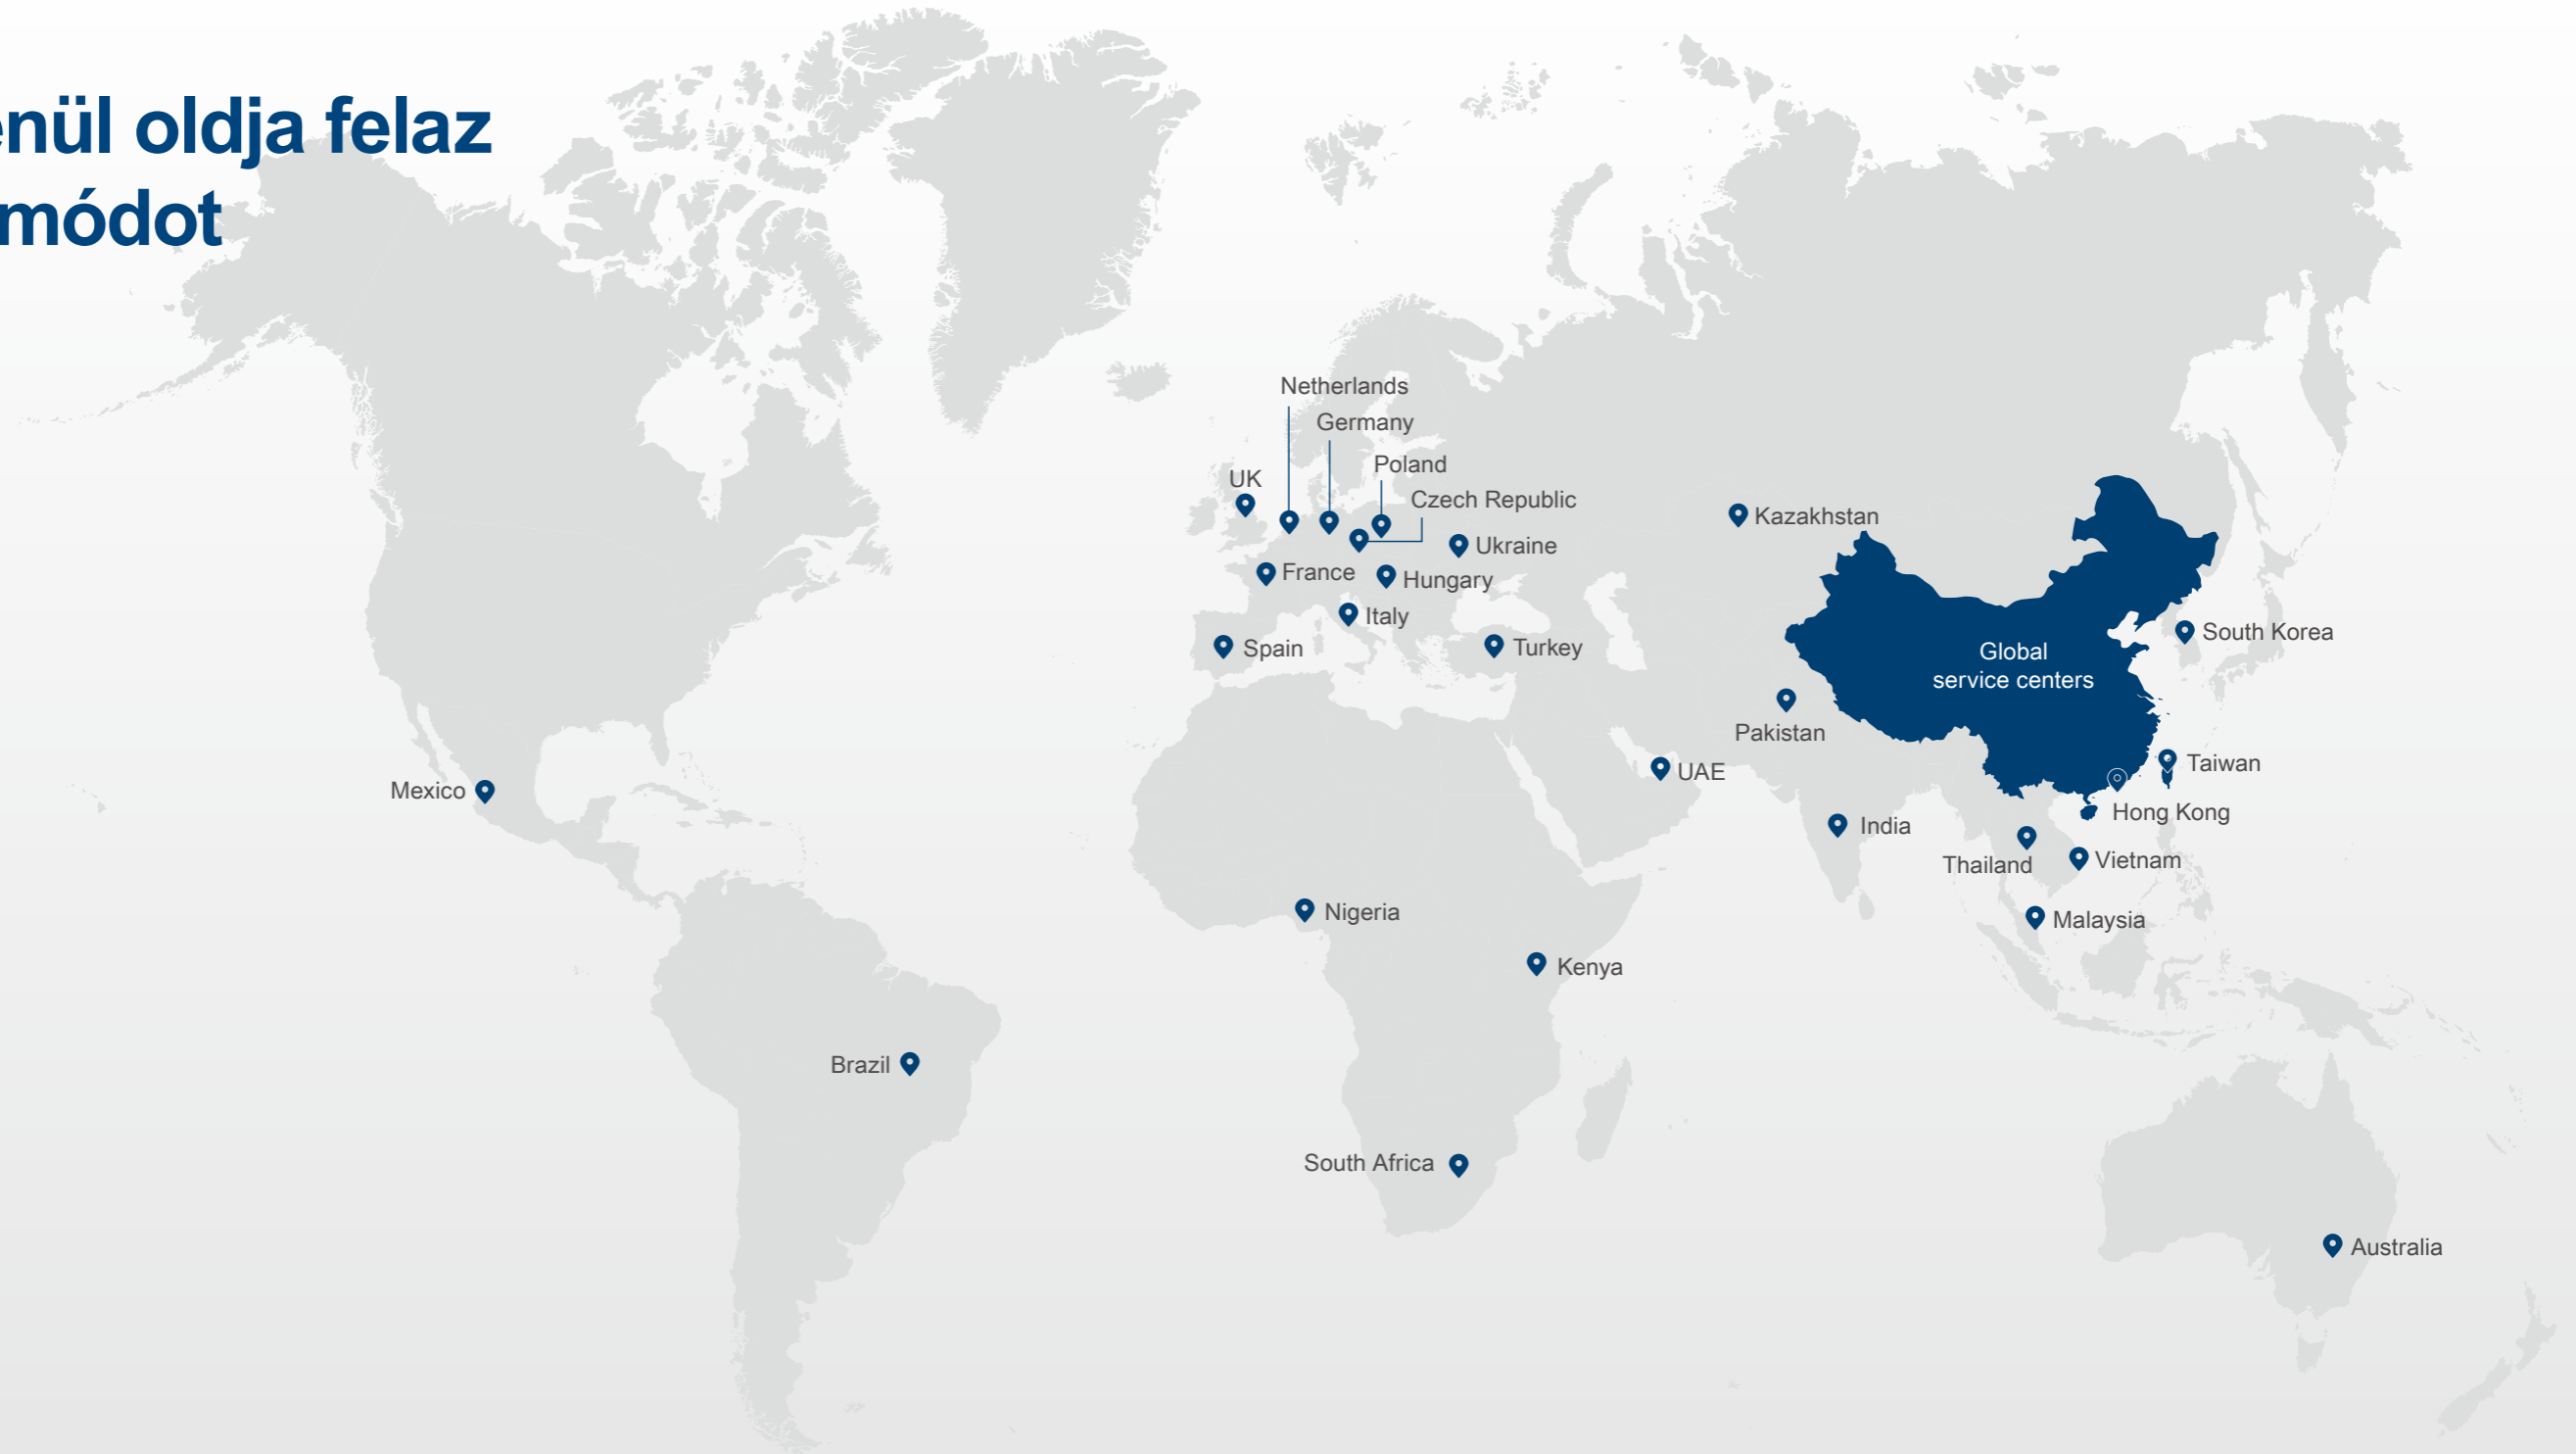 enül oldja felaz
módot
Netherlands
Germany
Poland
UK
Czech Republic
Kazakhstan
Ukraine
France
Hungary
Italy
South Korea
Spain
Turkey
Global
service centers
Pakistan
Taiwan
UAE
Mexico
Hong Kong
India
Vietnam
Thailand
Nigeria
Malaysia
Kenya
Brazil
South Africa
Australia